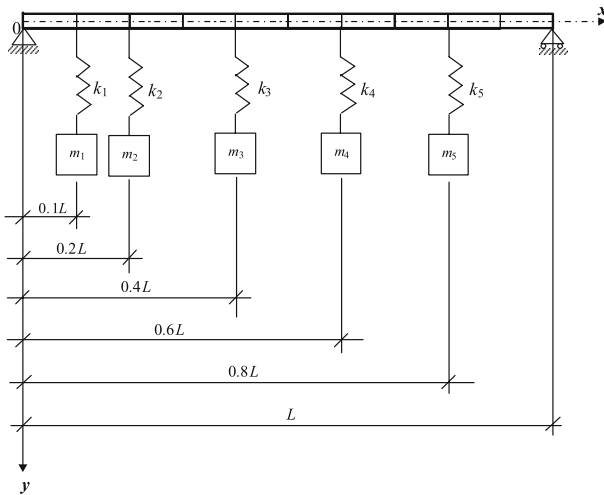 x
0
k₁
k₂
k₃
k₄
k₅
m₁
m₂
m₃
m₄
m₅
0.1L
0.2L
0.4L
0.6L
0.8L
L
y